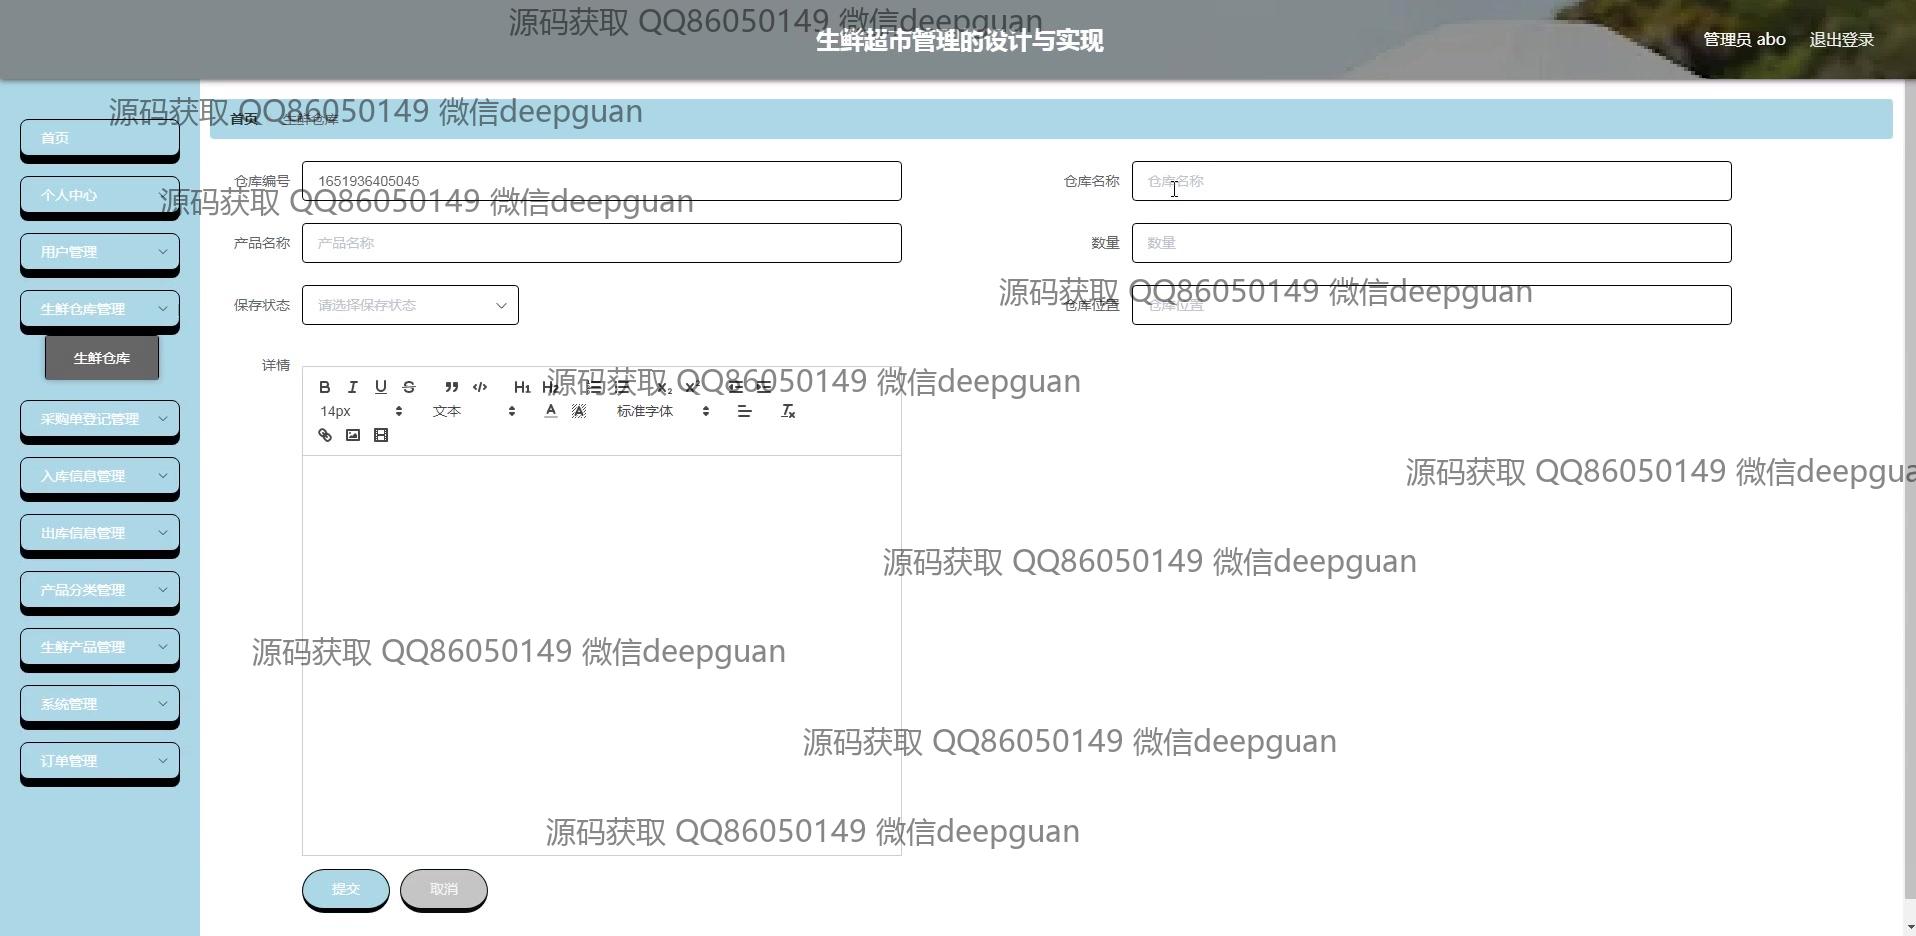 源码获取 QQ86050149 微信deepguan
生鲜超市管理的设计与实现
管理员 abo 退出登录
源码获取 QQ86050149 微信deepguan
首页 生鲜仓库
首页
仓库编号 1651936405045 仓库名称 仓库名称
个人中心
源码获取 QQ86050149 微信deepguan
产品名称 产品名称 数量 数量
用户管理
源码获取 QQ86050149 微信deepguan
保存状态 请选择保存状态 仓库位置 仓库位置
生鲜仓库管理
生鲜仓库
详情
源码获取 QQ86050149 微信deepguan
B I U S H1 H2 X2 X2
14px 文本 A A 标准字体 Tx
采购单登记管理
源码获取 QQ86050149 微信deepgua
入库信息管理
出库信息管理
源码获取 QQ86050149 微信deepguan
产品分类管理
生鲜产品管理
源码获取 QQ86050149 微信deepguan
系统管理
源码获取 QQ86050149 微信deepguan
订单管理
源码获取 QQ86050149 微信deepguan
提交 取消